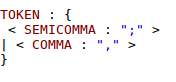 TOKEN : {
 < SEMICOMMA : ";" >
| < COMMA : "," >
}